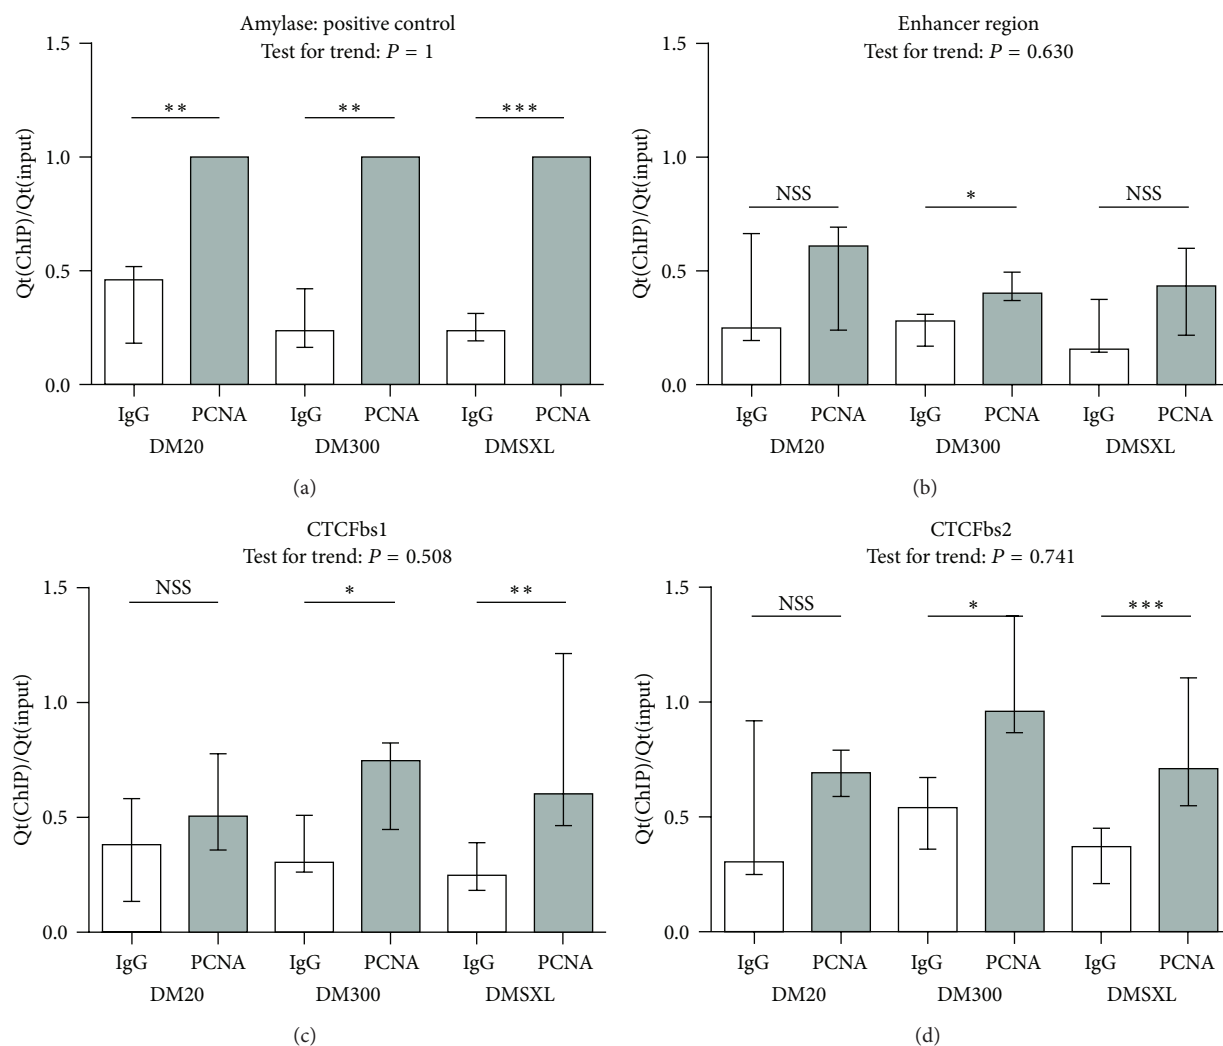 Amylase: positive control
Test for trend: P = 1
1.5
1.0
0.5
0.0
Qt(ChIP)/Qt(input)
** ** ***
IgG PCNA IgG PCNA IgG PCNA
DM20 DM300 DMSXL
(a)
Enhancer region
Test for trend: P = 0.630
1.5
1.0
0.5
0.0
Qt(ChIP)/Qt(input)
NSS * NSS
IgG PCNA IgG PCNA IgG PCNA
DM20 DM300 DMSXL
(b)
CTCFbs1
Test for trend: P = 0.508
1.5
1.0
0.5
0.0
Qt(ChIP)/Qt(input)
NSS * **
IgG PCNA IgG PCNA IgG PCNA
DM20 DM300 DMSXL
(c)
CTCFbs2
Test for trend: P = 0.741
1.5
1.0
0.5
0.0
Qt(ChIP)/Qt(input)
NSS * ***
IgG PCNA IgG PCNA IgG PCNA
DM20 DM300 DMSXL
(d)